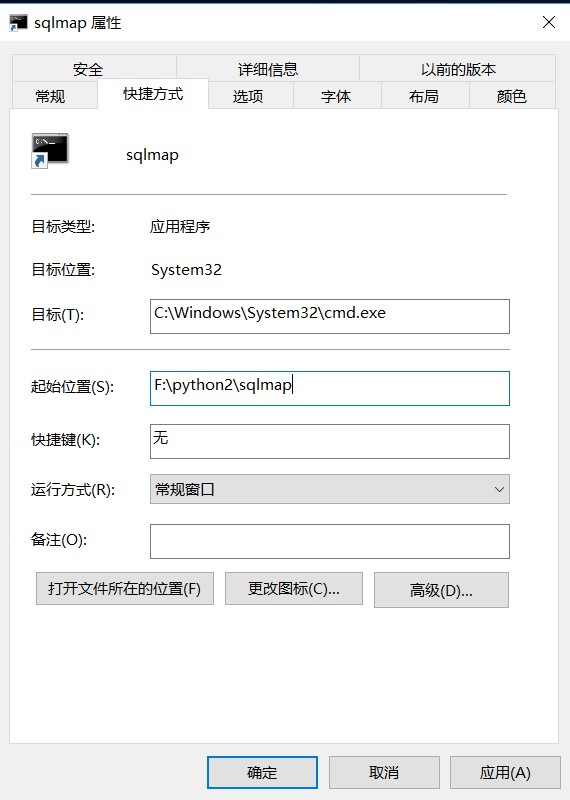 sqlmap 属性
安全 详细信息 以前的版本
常规 快捷方式 选项 字体 布局 颜色
sqlmap
目标类型: 应用程序
目标位置: System32
目标(T): C:\Windows\System32\cmd.exe
起始位置(S): F:\python2\sqlmap
快捷键(K): 无
运行方式(R): 常规窗口
备注(O):
打开文件所在的位置(F) 更改图标(C)... 高级(D)...
确定 取消 应用(A)